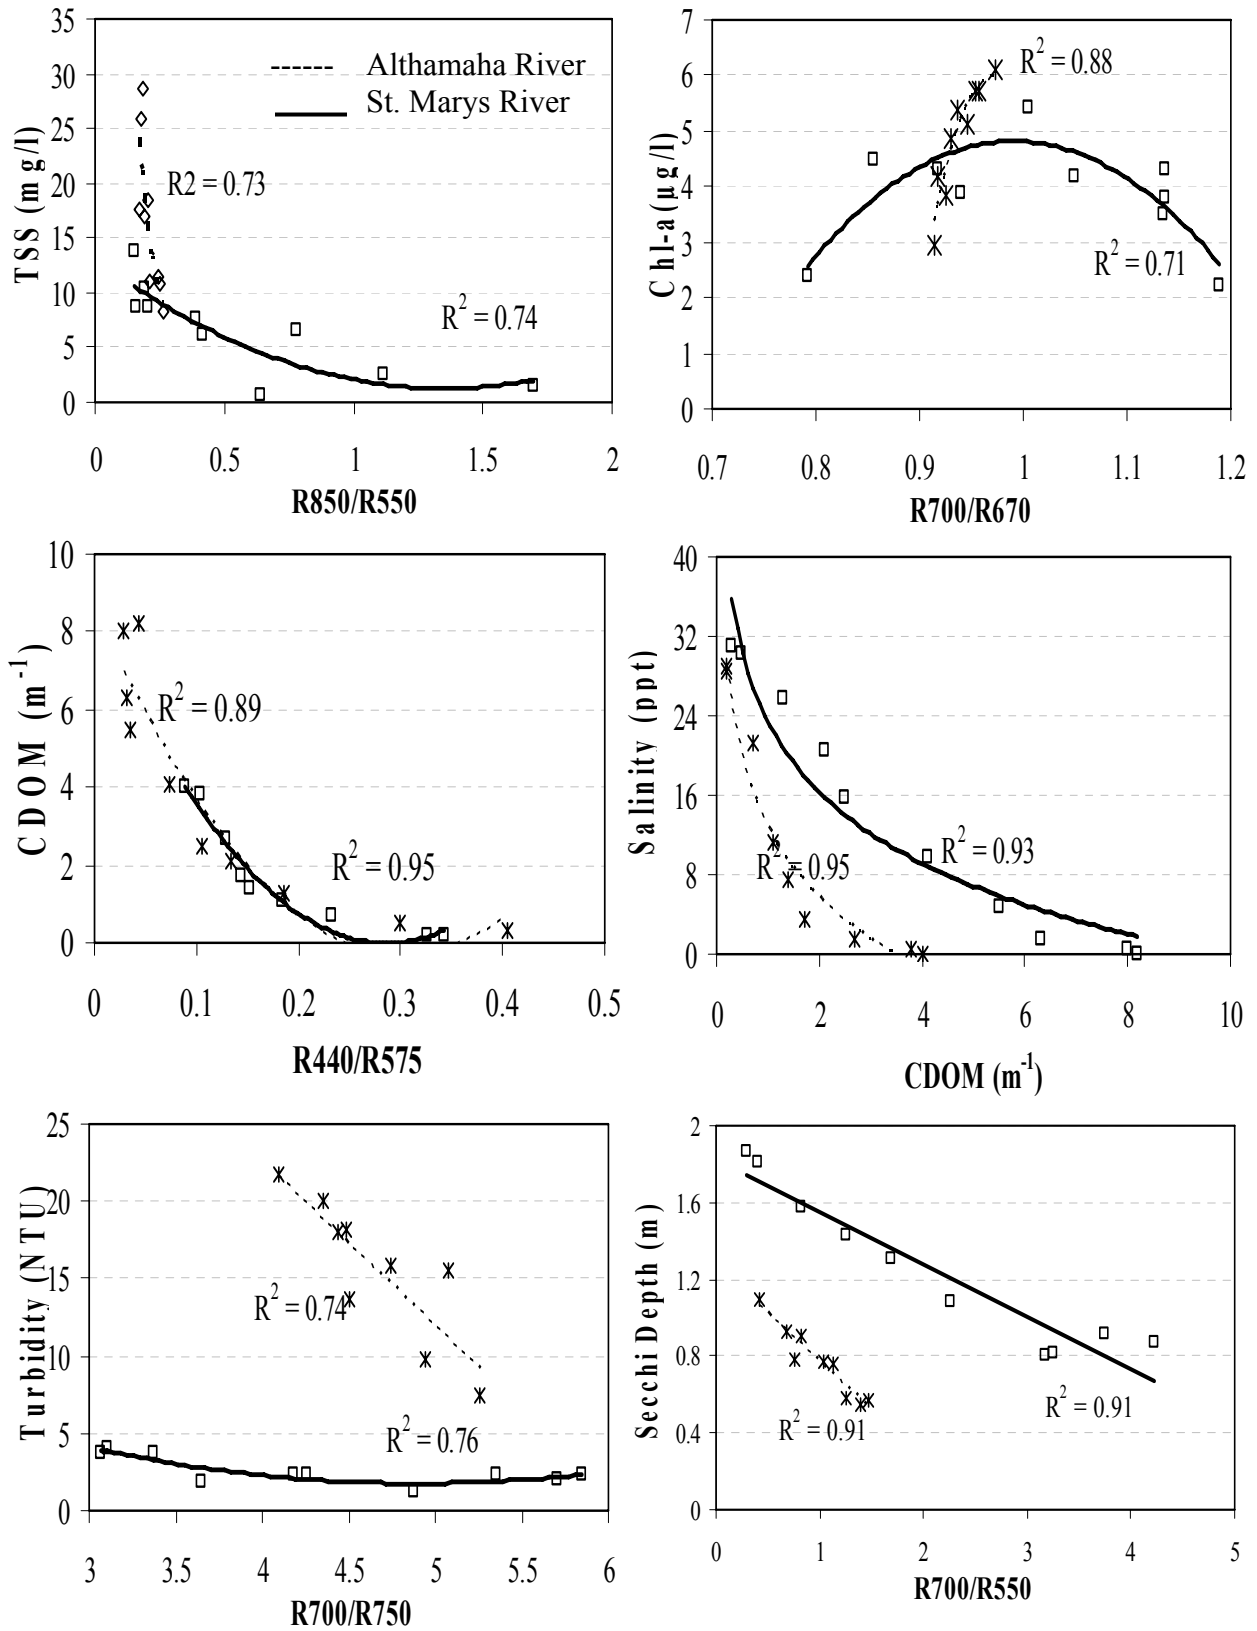 35
30
25
20
15
10
5
0
TSS (mg/l)
Althamaha River
St. Marys River
R2 = 0.73
R² = 0.74
0 0.5 1 1.5 2
R850/R550
7
6
5
4
3
2
1
0
Chl-a (µg/l)
R² = 0.88
R² = 0.71
0.7 0.8 0.9 1 1.1 1.2
R700/R670
10
8
6
4
2
0
CDOM (m⁻¹)
R² = 0.89
R² = 0.95
0 0.1 0.2 0.3 0.4 0.5
R440/R575
40
32
24
16
8
0
Salinity (ppt)
R² = 0.95
R² = 0.93
0 2 4 6 8 10
CDOM (m⁻¹)
25
20
15
10
5
0
Turbidity (NTU)
R² = 0.74
R² = 0.76
3 3.5 4 4.5 5 5.5 6
R700/R750
2
1.6
1.2
0.8
0.4
0
Secchi Depth (m)
R² = 0.91
R² = 0.91
0 1 2 3 4 5
R700/R550